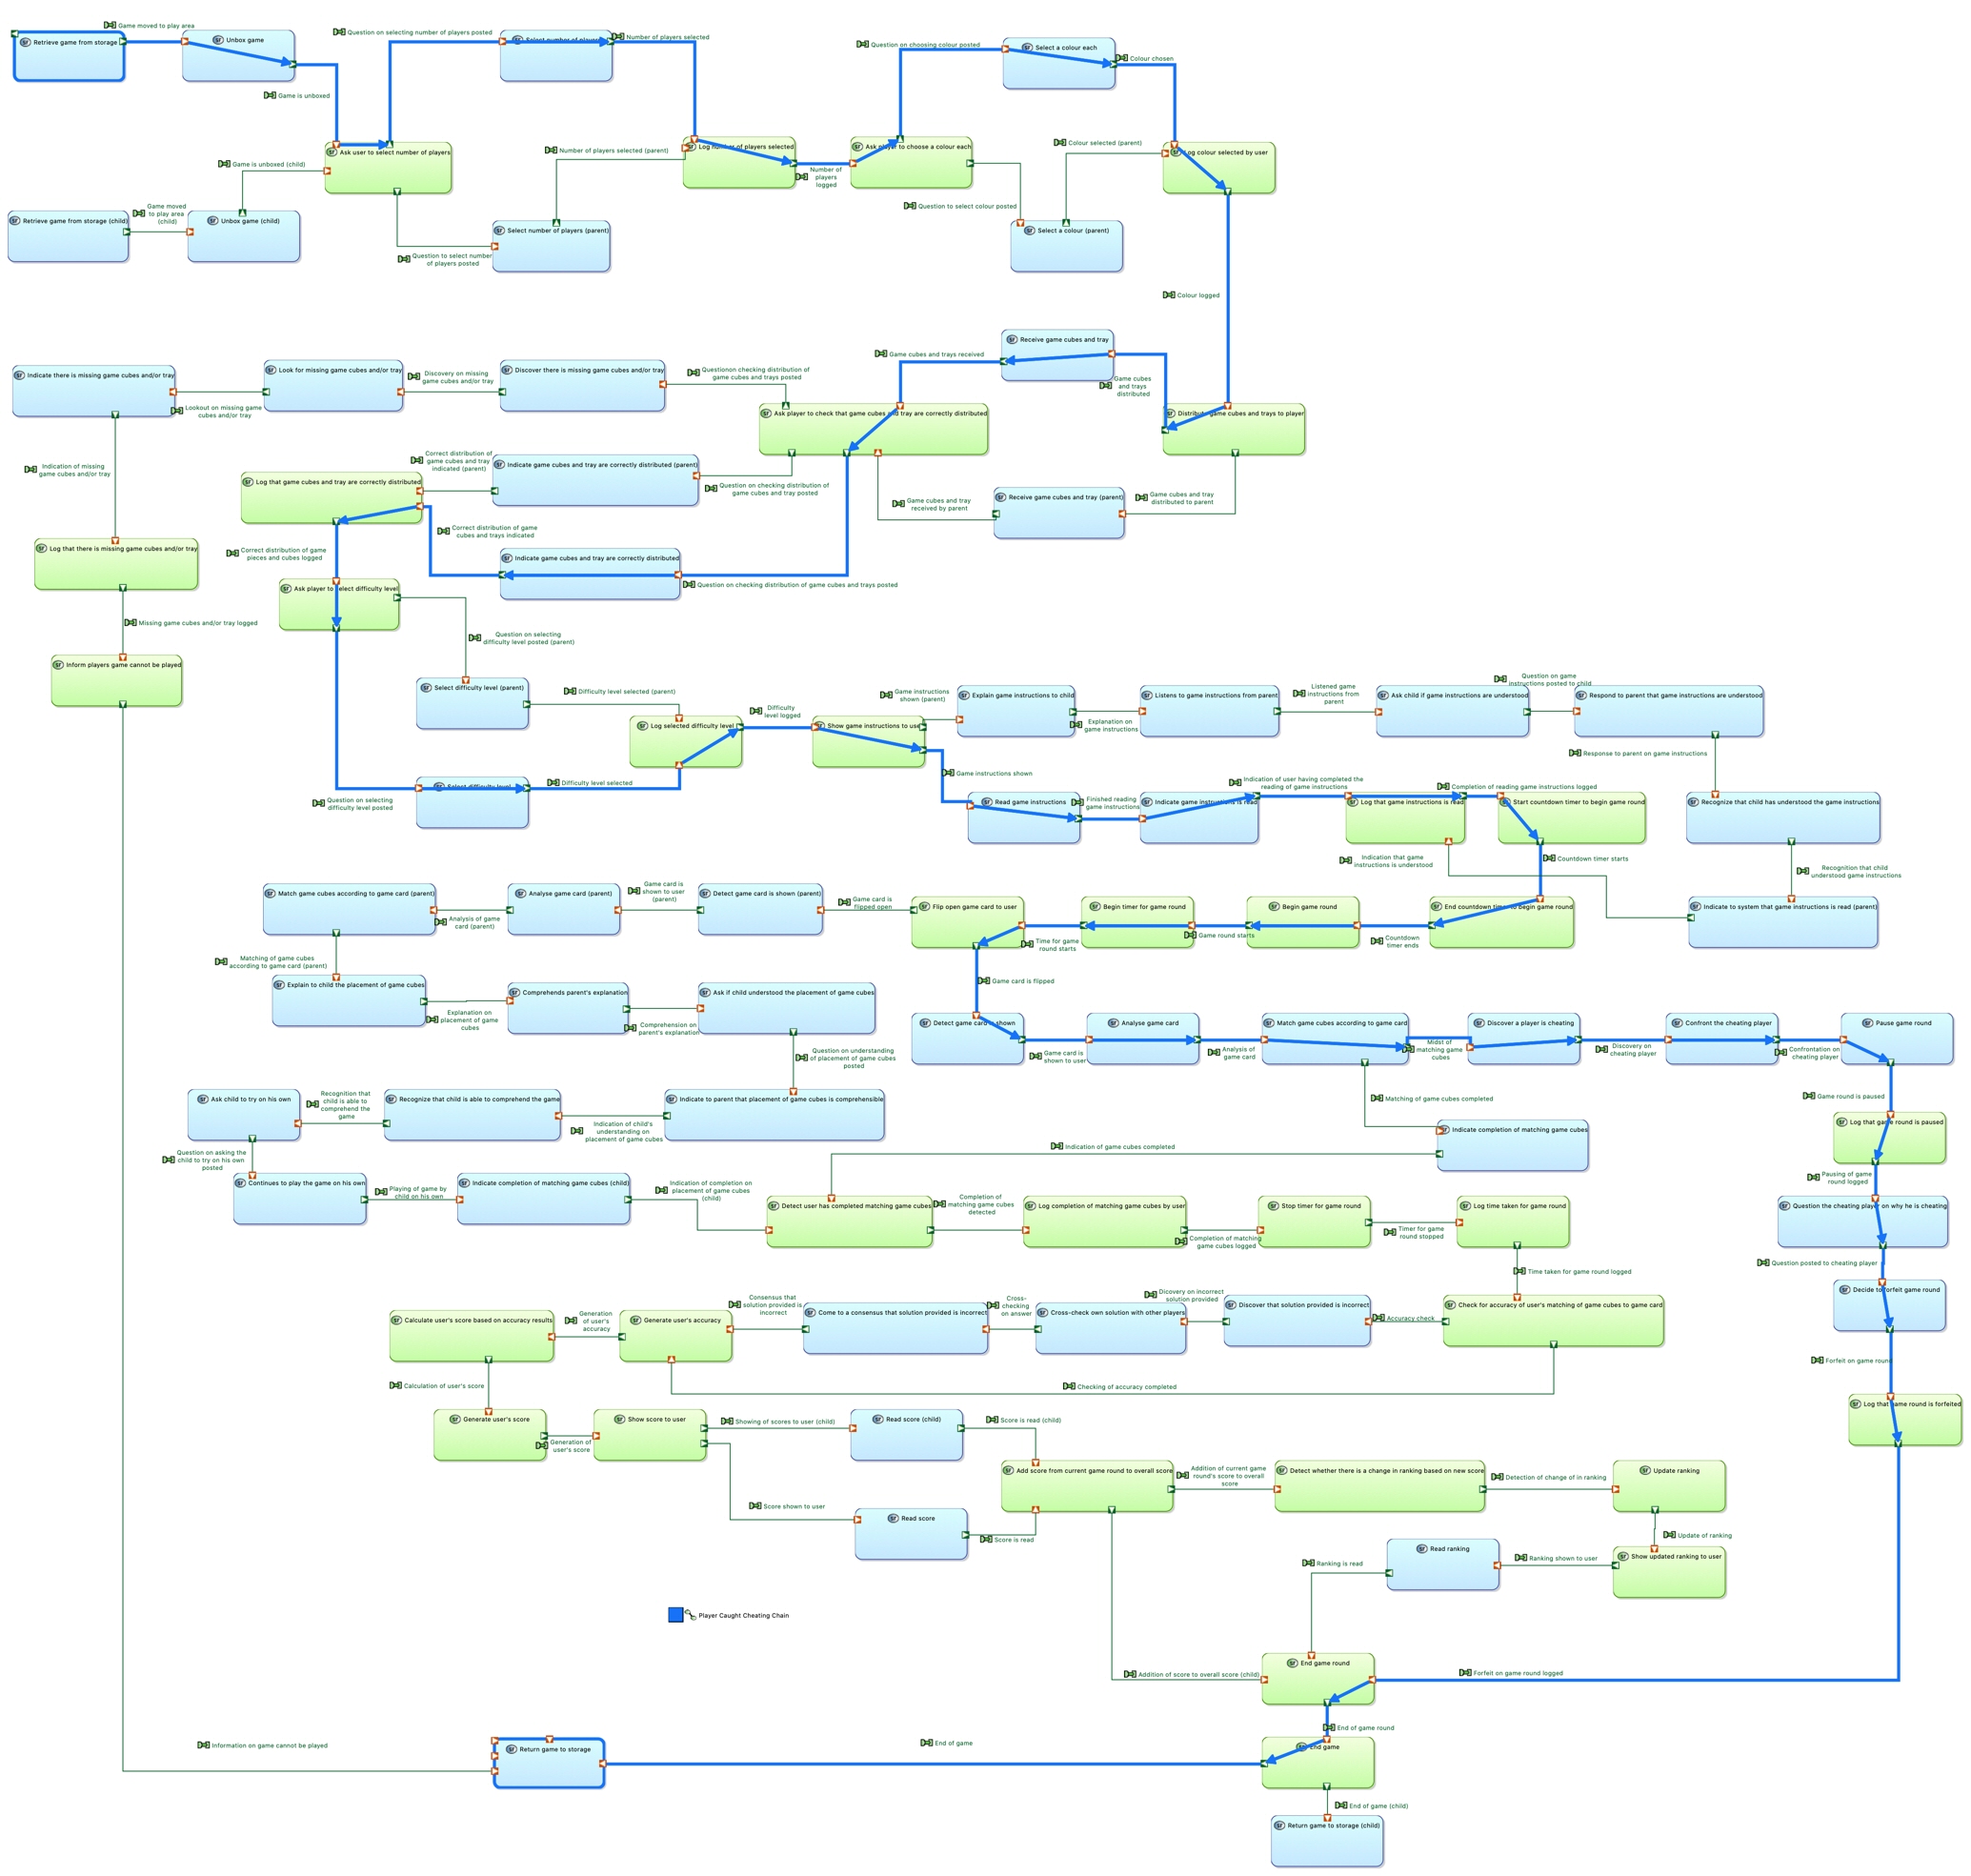 Game moved to play area
Retrieve game from storage
Unbox game
Question on selecting number of players posted
Select number of players
Number of players selected
Question on choosing colour posted
Select a colour each
Colour chosen
Game is unboxed
Ask user to select number of players
Game is unboxed (child)
Number of players selected (parent)
Log number of players selected
Number of
players
logged
Ask player to choose a colour each
Colour selected (parent)
Log colour selected by user
Retrieve game from storage (child)
Game moved
to play area
(child)
Unbox game (child)
Question to select number
of players posted
Select number of players (parent)
Question to select colour posted
Select a colour (parent)
Colour logged
Indicate there is missing game cubes and/or tray
Lookout on missing game
cubes and/or tray
Look for missing game cubes and/or tray
Discovery on missing
game cubes and/or tray
Discover there is missing game cubes and/or tray
Questionon checking distribution of
game cubes and trays posted
Game cubes and trays received
Receive game cubes and tray
Game cubes
and trays
distributed
Ask player to check that game cubes and tray are correctly distributed
Distribute game cubes and trays to player
Indication of missing
game cubes and/or tray
Log that game cubes and tray are correctly distributed
Correct distribution of
game cubes and tray
indicated (parent)
Indicate game cubes and tray are correctly distributed (parent)
Question on checking distribution of
game cubes and tray posted
Game cubes and tray
received by parent
Receive game cubes and tray (parent)
Game cubes and tray
distributed to parent
Correct distribution of game
cubes and trays indicated
Correct distribution of game
pieces and cubes logged
Indicate game cubes and tray are correctly distributed
Question on checking distribution of game cubes and trays posted
Log that there is missing game cubes and/or tray
Ask player to select difficulty level
Missing game cubes and/or tray logged
Question on selecting
difficulty level posted (parent)
Inform players game cannot be played
Select difficulty level (parent)
Difficulty level selected (parent)
Log selected difficulty level
Difficulty
level logged
Show game instructions to user
Game instructions
shown (parent)
Explain game instructions to child
Explanation on
game instructions
Listens to game instructions from parent
Listened game
instructions from
parent
Ask child if game instructions are understood
Question on game
instructions posted to child
Respond to parent that game instructions are understood
Response to parent on game instructions
Question on selecting
difficulty level posted
Select difficulty level
Difficulty level selected
Game instructions shown
Read game instructions
Finished reading
game instructions
Indicate game instructions is read
Indication of user having completed the
reading of game instructions
Log that game instructions is read
Completion of reading game instructions logged
Start countdown timer to begin game round
Recognize that child has understood the game instructions
Indication that game
instructions is understood
Countdown timer starts
Recognition that child
understood game instructions
Match game cubes according to game card (parent)
Analysis of game
card (parent)
Analyse game card (parent)
Game card is
shown to user
(parent)
Detect game card is shown (parent)
Game card is
flipped open
Flip open game card to user
Time for game
round starts
Begin timer for game round
Game round starts
Begin game round
Countdown
timer ends
End countdown timer to begin game round
Indicate to system that game instructions is read (parent)
Matching of game cubes
according to game card (parent)
Game card is flipped
Explain to child the placement of game cubes
Explanation on
placement of game
cubes
Comprehends parent's explanation
Comprehension on
parent's explanation
Ask if child understood the placement of game cubes
Detect game card is shown
Game card is
shown to user
Analyse game card
Analysis of
game card
Match game cubes according to game card
Midst of
matching game
cubes
Discover a player is cheating
Discovery on
cheating player
Confront the cheating player
Confrontation on
cheating player
Pause game round
Question on understanding
of placement of game cubes
posted
Matching of game cubes completed
Game round is paused
Ask child to try on his own
Recognition that
child is able to
comprehend the
game
Recognize that child is able to comprehend the game
Indication of child's
understanding on
placement of game cubes
Indicate to parent that placement of game cubes is comprehensible
Indicate completion of matching game cubes
Log that game round is paused
Question on asking the
child to try on his own
posted
Indication of game cubes completed
Pausing of game
round logged
Continues to play the game on his own
Playing of game by
child on his own
Indicate completion of matching game cubes (child)
Indication of completion on
placement of game cubes
(child)
Detect user has completed matching game cubes
Completion of
matching game cubes
detected
Log completion of matching game cubes by user
Completion of matching
game cubes logged
Stop timer for game round
Timer for game
round stopped
Log time taken for game round
Question the cheating player on why he is cheating
Question posted to cheating player
Time taken for game round logged
Calculate user's score based on accuracy results
Generation
of user's
accuracy
Generate user's accuracy
Consensus that
solution provided is
incorrect
Come to a consensus that solution provided is incorrect
Cross-
checking
on answer
Cross-check own solution with other players
Dicovery on incorrect
solution provided
Discover that solution provided is incorrect
Accuracy check
Check for accuracy of user's matching of game cubes to game card
Decide to forfeit game round
Forfeit on game round
Calculation of user's score
Checking of accuracy completed
Log that game round is forfeited
Generate user's score
Generation of
user's score
Show score to user
Showing of scores to user (child)
Read score (child)
Score is read (child)
Add score from current game round to overall score
Addition of current game
round's score to overall
score
Detect whether there is a change in ranking based on new score
Detection of change of in ranking
Update ranking
Score shown to user
Read score
Score is read
Update of ranking
Ranking is read
Read ranking
Ranking shown to user
Show updated ranking to user
Player Caught Cheating Chain
Addition of score to overall score (child)
End game round
Forfeit on game round logged
End of game round
Information on game cannot be played
Return game to storage
End of game
End game
End of game (child)
Return game to storage (child)